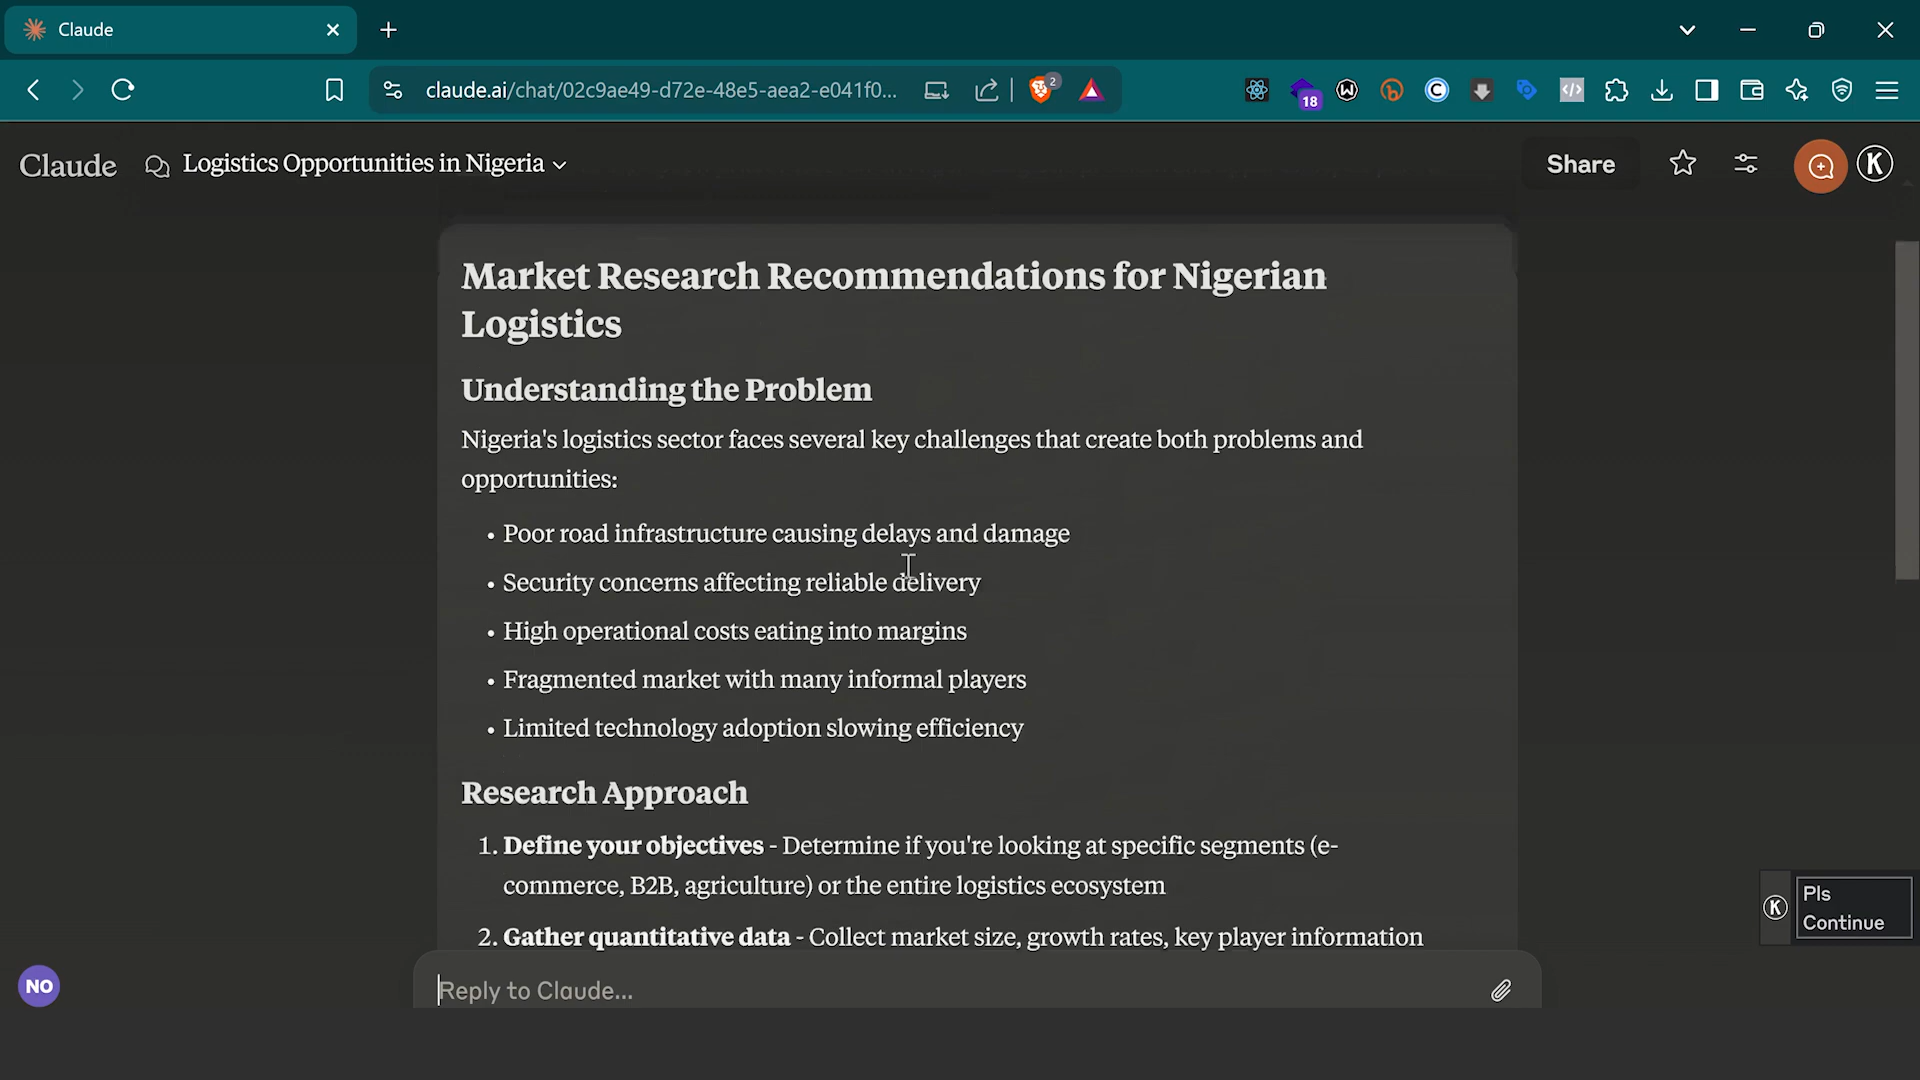 Claude
claude.ai/chat/02c9ae49-d72e-48e5-aea2-e041f0...
2
18
Claude
Logistics Opportunities in Nigeria
Share
K
Market Research Recommendations for Nigerian
Logistics
Understanding the Problem
Nigeria's logistics sector faces several key challenges that create both problems and
opportunities:
• Poor road infrastructure causing delays and damage
• Security concerns affecting reliable delivery
• High operational costs eating into margins
• Fragmented market with many informal players
• Limited technology adoption slowing efficiency
Research Approach
1. Define your objectives - Determine if you're looking at specific segments (e-
commerce, B2B, agriculture) or the entire logistics ecosystem
2. Gather quantitative data - Collect market size, growth rates, key player information
K
Pls
Continue
NO
Reply to Claude...